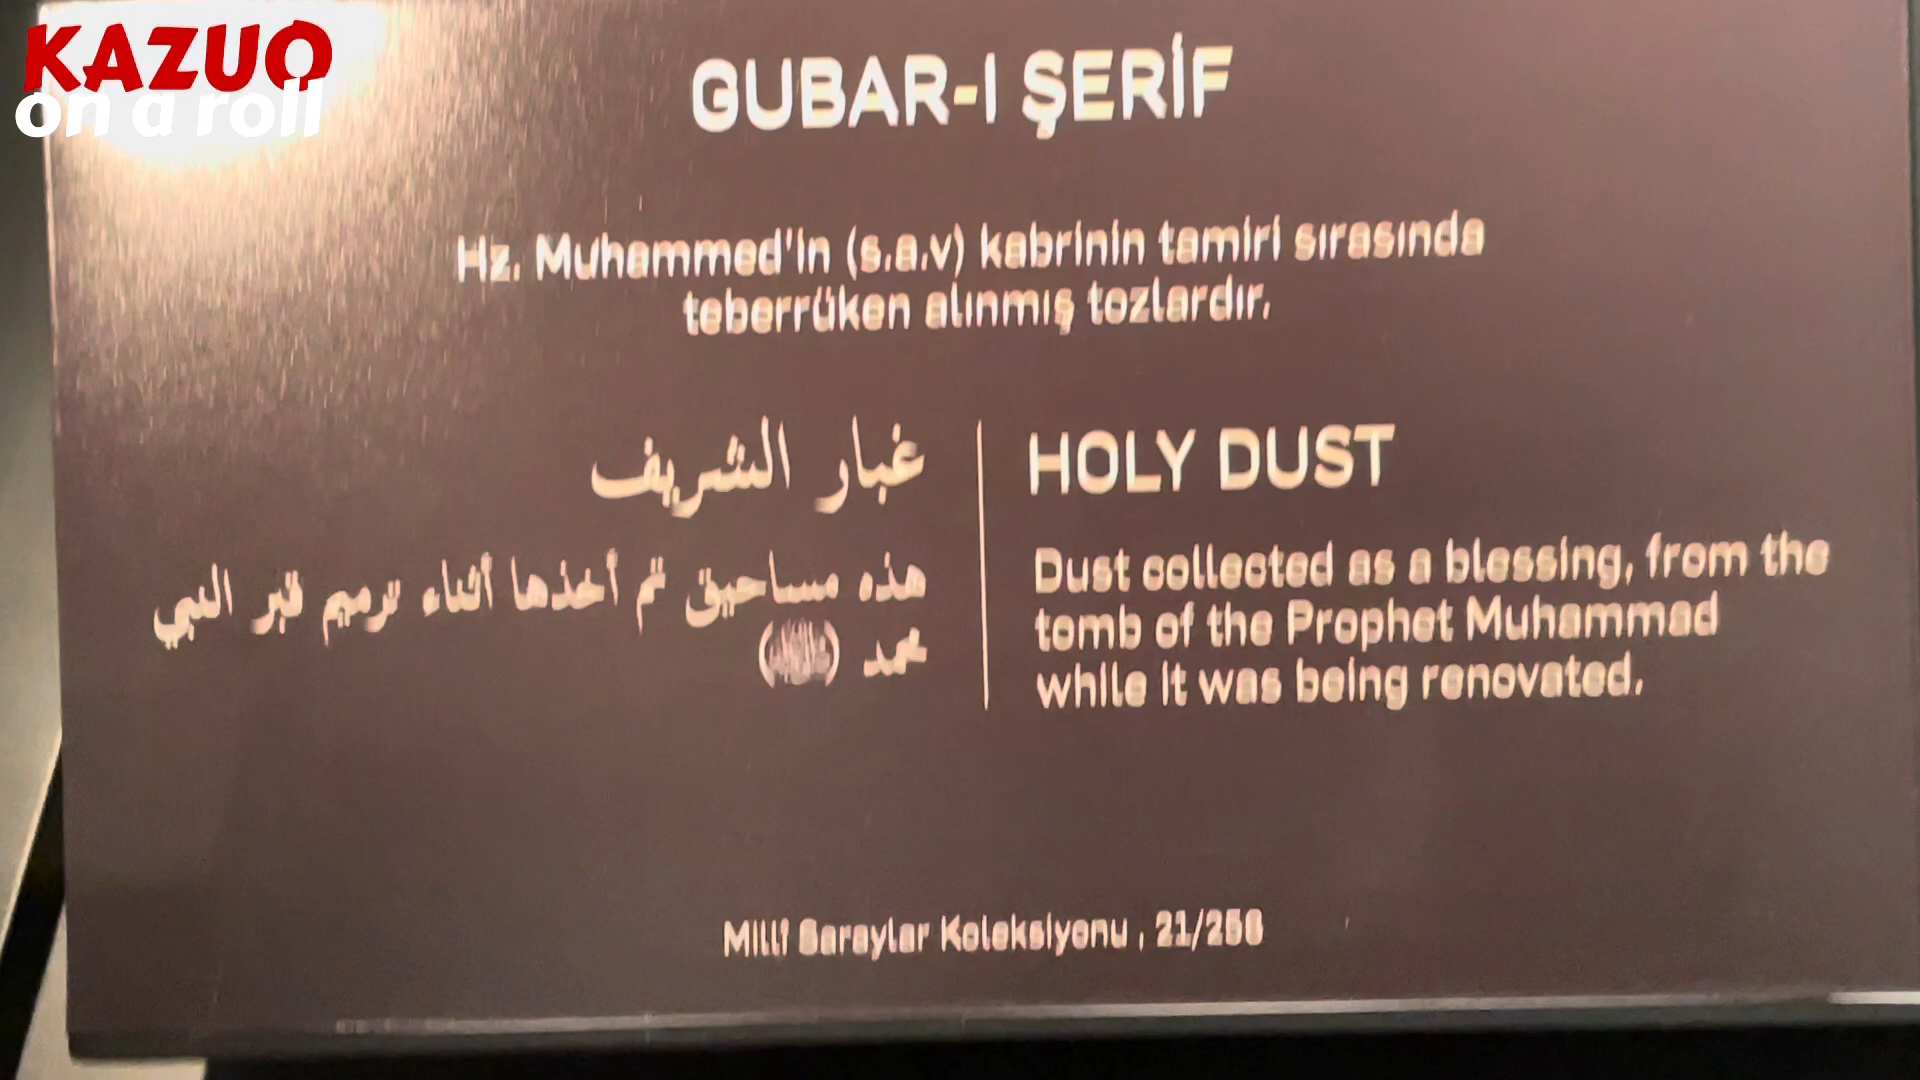 KAZUO
on a roll
GUBAR-I ŞERİF
Hz. Muhammed'in (s.a.v) kabrinin tamiri sırasında
teberrüken alınmış tozlardır.
غبار الشريف
هذه مساحيق تم أخذها أثناء ترميم قبر النبي
محمد
HOLY DUST
Dust collected as a blessing, from the
tomb of the Prophet Muhammad
while it was being renovated.
Millî Saraylar Koleksiyonu ,